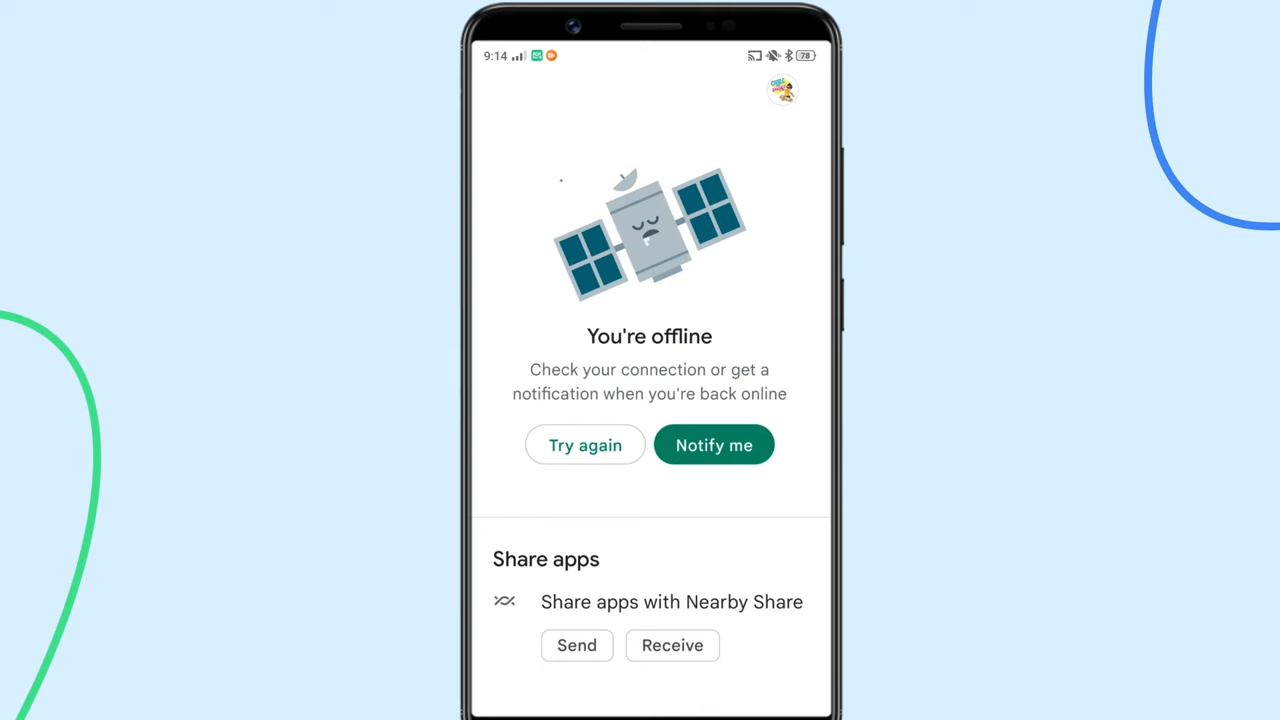 9:14
78
You're offline
Check your connection or get a
notification when you're back online
Try again
Notify me
Share apps
Share apps with Nearby Share
Send
Receive